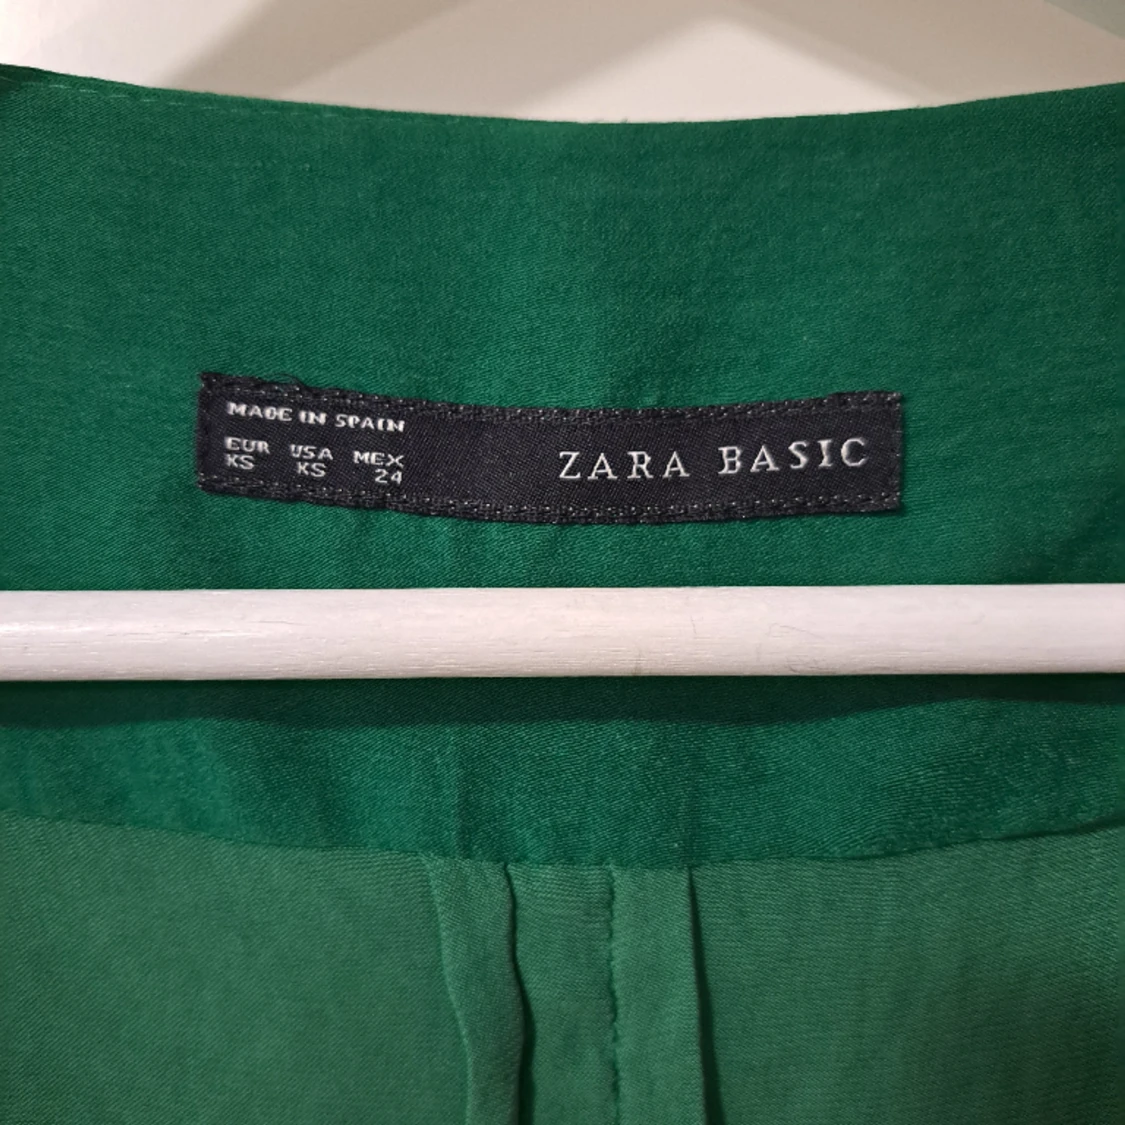 MADE IN SPAIN
EUR USA MEX
XS XS 24
ZARA BASIC